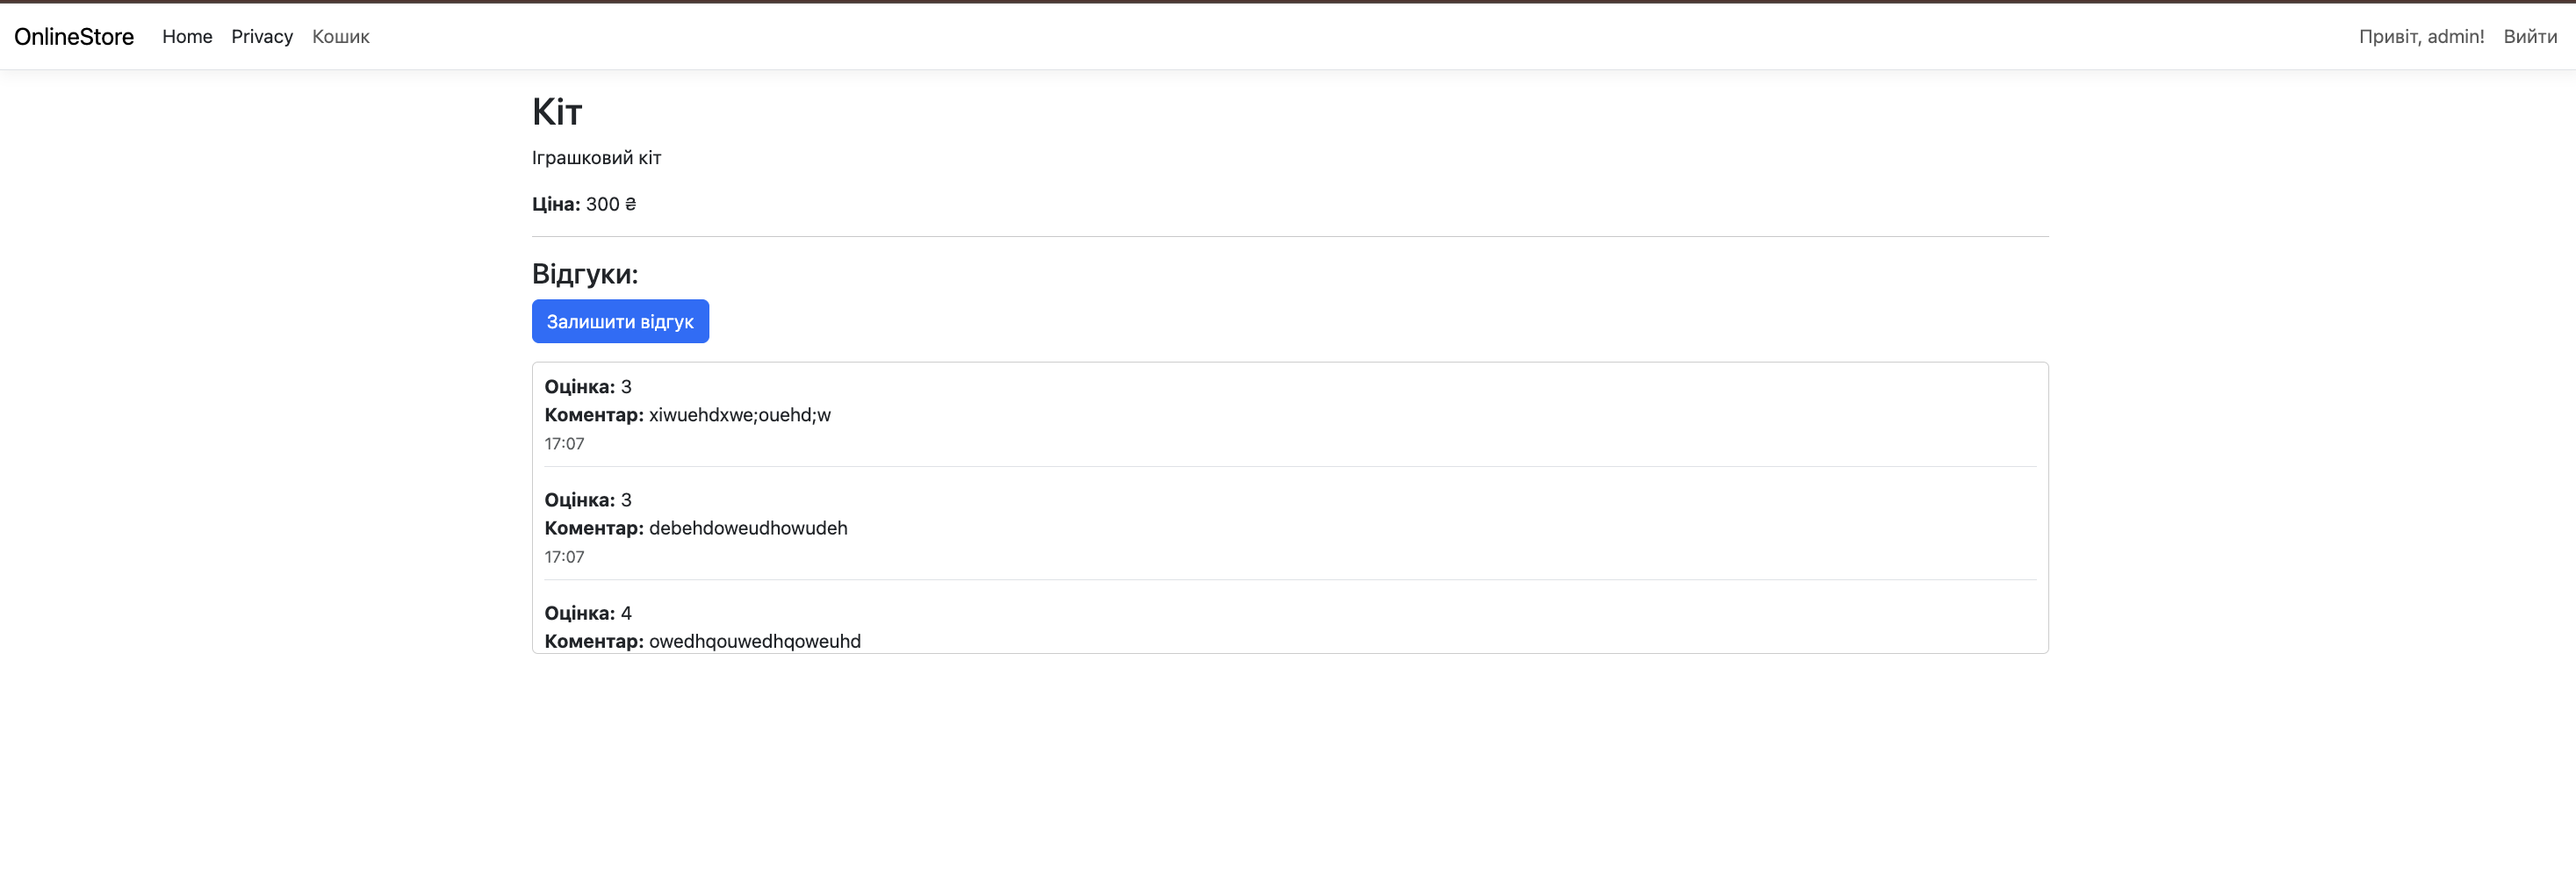 OnlineStore Home Privacy Кошик Привіт, admin! Вийти
Кіт
Іграшковий кіт
Ціна: 300 ₴
Відгуки:
Залишити відгук
Оцінка: 3
Коментар: xiwuehdxwe;ouehd;w
17:07
Оцінка: 3
Коментар: debehdoweudhowudeh
17:07
Оцінка: 4
Коментар: owedhqouwedhqoweuhd